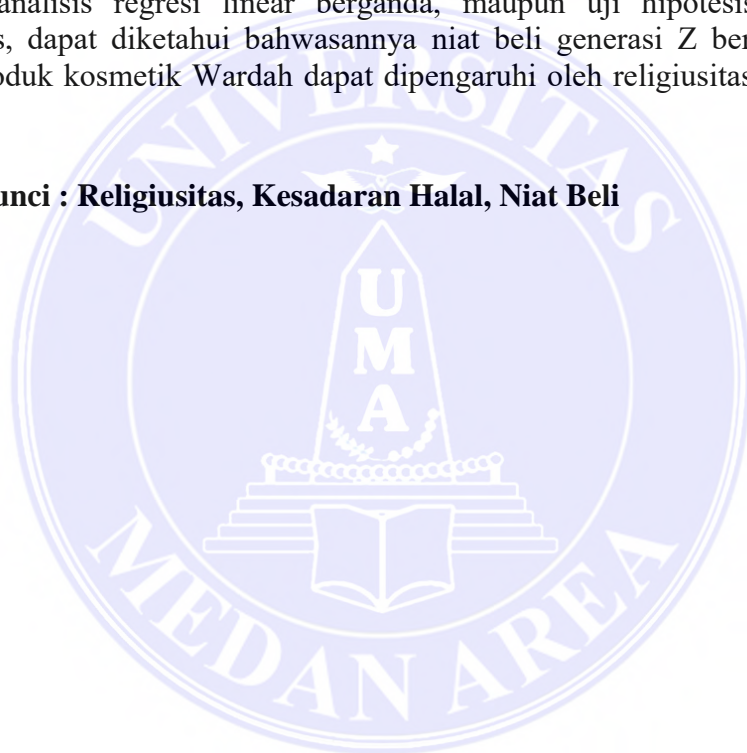 analisis regresi linear berganda, maupun uji hipotesis
s, dapat diketahui bahwasannya niat beli generasi Z ber
oduk kosmetik Wardah dapat dipengaruhi oleh religiusitas
unci : Religiusitas, Kesadaran Halal, Niat Beli
UNIVERSITAS
U
M
A
MEDAN AREA